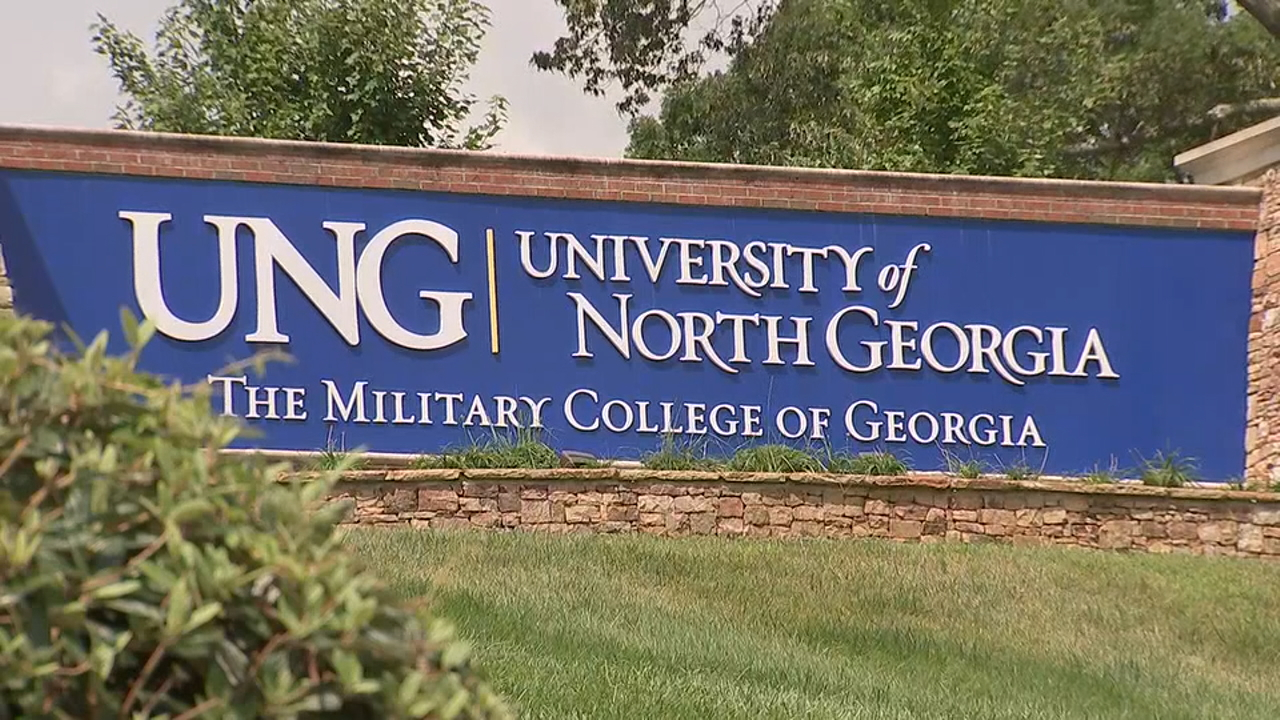 UNG
UNIVERSITY of
NORTH GEORGIA
THE MILITARY COLLEGE OF GEORGIA